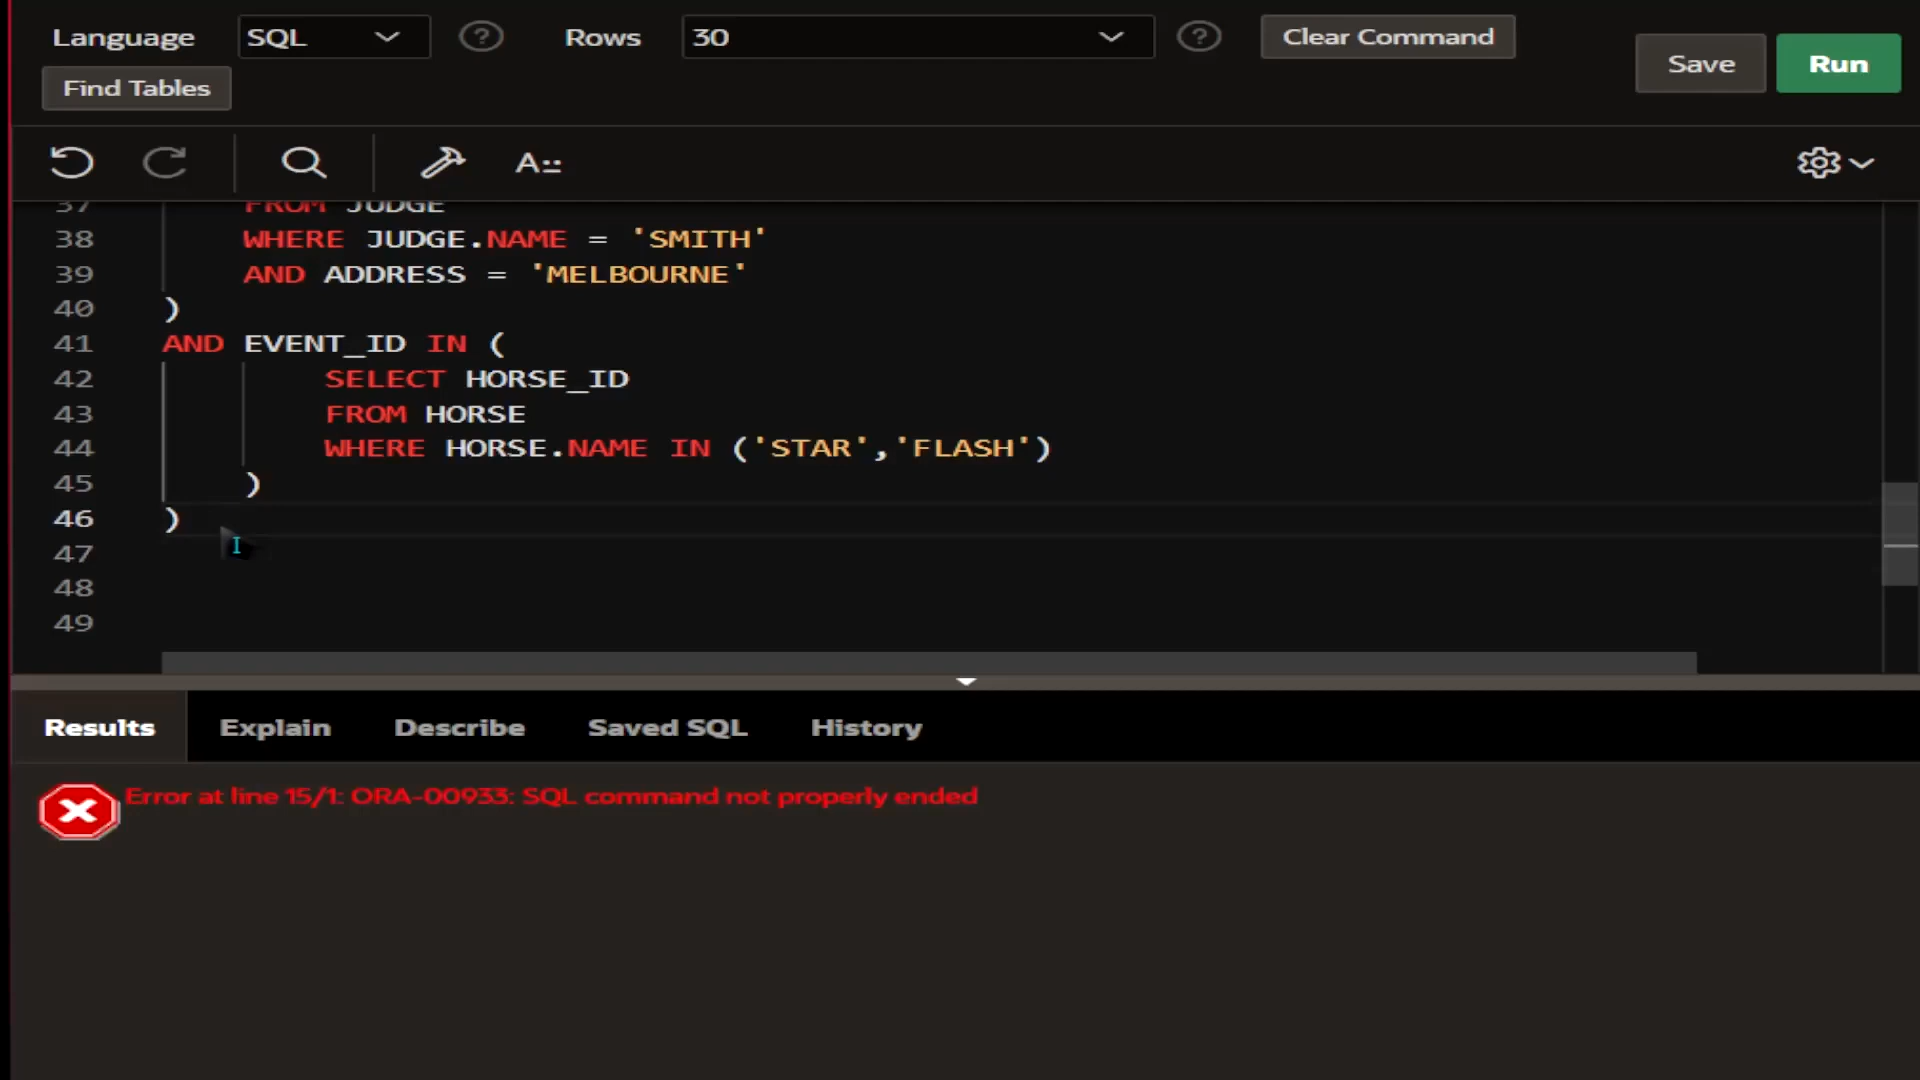 Language SQL ? Rows 30 ? Clear Command
Save Run
Find Tables
A
37 FROM JUDGE
38 WHERE JUDGE.NAME = 'SMITH'
39 AND ADDRESS = 'MELBOURNE'
40 )
41 AND EVENT_ID IN (
42 SELECT HORSE_ID
43 FROM HORSE
44 WHERE HORSE.NAME IN ('STAR','FLASH')
45 )
46 )
47
48
49
Results Explain Describe Saved SQL History
Error at line 15/1: ORA-00933: SQL command not properly ended